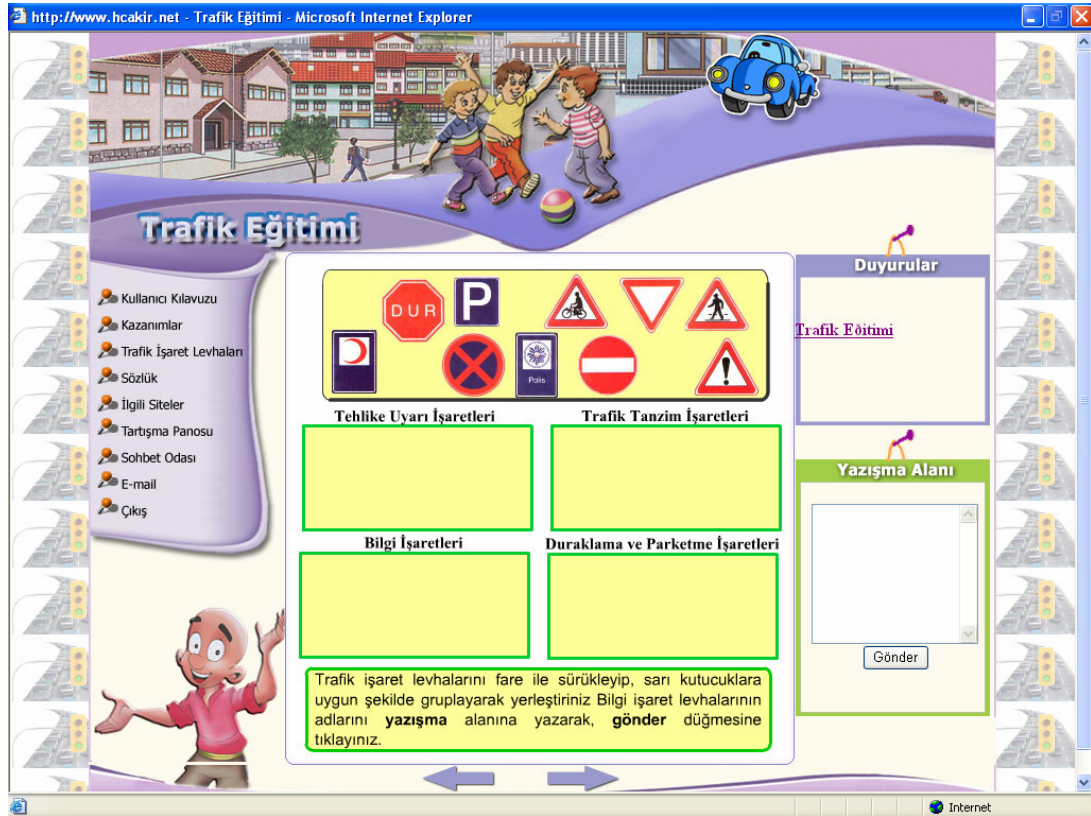 http://www.hcakir.net - Trafik Eğitimi - Microsoft Internet Explorer
Trafik Eğitimi
Kullanıcı Kılavuzu
Kazanımlar
Trafik İşaret Levhaları
Sözlük
İlgili Siteler
Tartışma Panosu
Sohbet Odası
E-mail
Çıkış
DUR
P
Polis
Tehlike Uyarı İşaretleri
Trafik Tanzim İşaretleri
Bilgi İşaretleri
Duraklama ve Parketme İşaretleri
Trafik işaret levhalarını fare ile sürükleyip, sarı kutucuklara
uygun şekilde gruplayarak yerleştiriniz Bilgi işaret levhalarının
adlarını yazışma alanına yazarak, gönder düğmesine
tıklayınız.
Duyurular
Trafik Eðitimi
Yazışma Alanı
Gönder
Internet